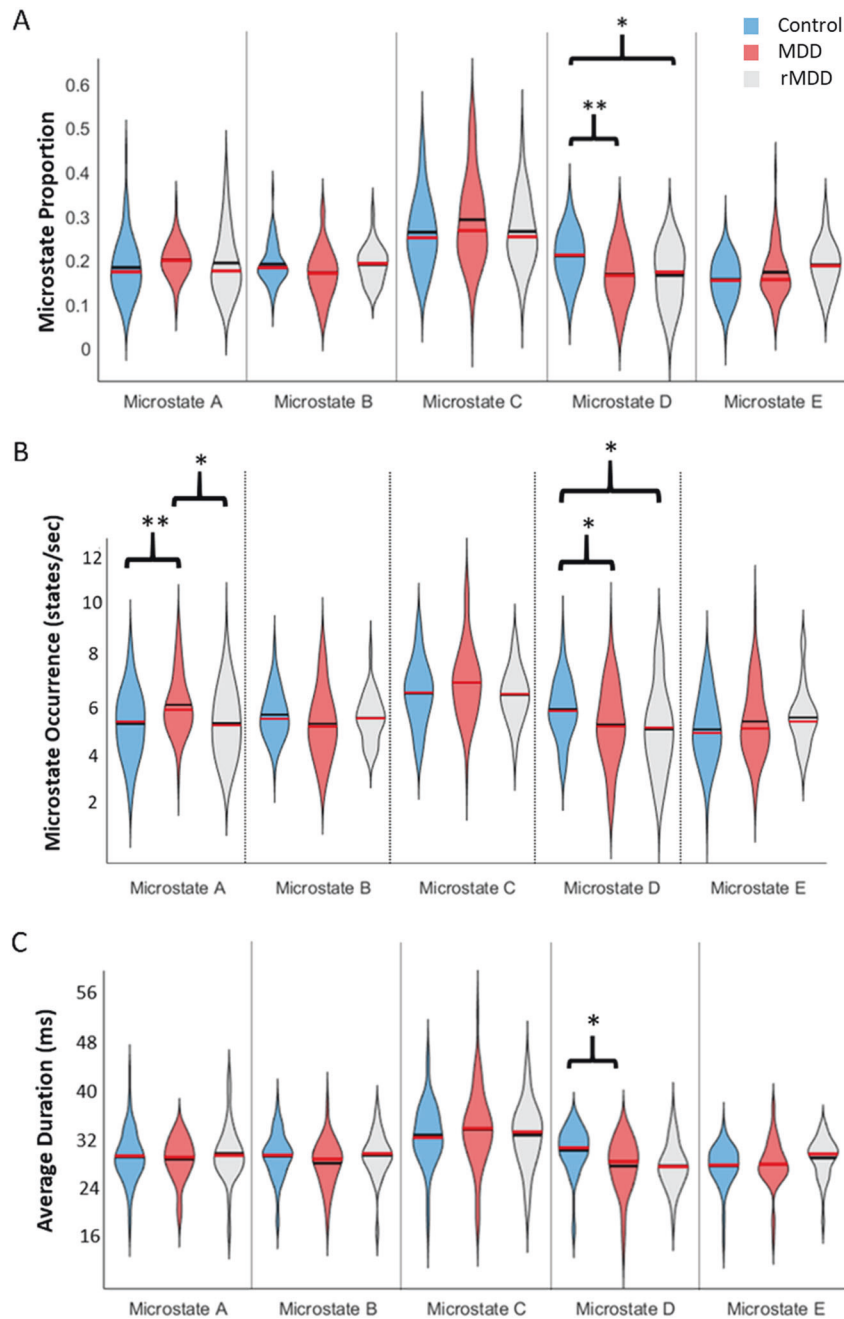 A
Control
MDD
rMDD
*
**
Microstate Proportion
0.6
0.5
0.4
0.3
0.2
0.1
0
Microstate A Microstate B Microstate C Microstate D Microstate E
B
*
*
**
*
Microstate Occurrence (states/sec)
12
10
8
6
4
2
Microstate A Microstate B Microstate C Microstate D Microstate E
C
*
Average Duration (ms)
56
48
40
32
24
16
Microstate A Microstate B Microstate C Microstate D Microstate E